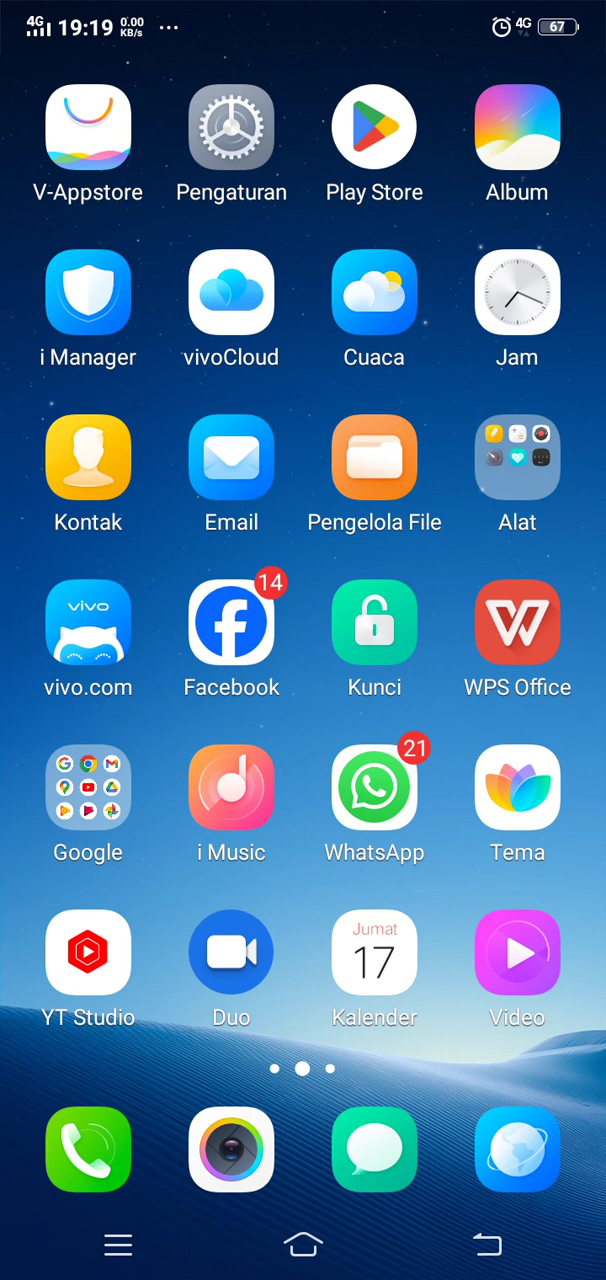 4G 19:19 0.00 KB/s ... 4G 67
V-Appstore Pengaturan Play Store Album
i Manager vivoCloud Cuaca Jam
Kontak Email Pengelola File Alat
vivo
14
vivo.com Facebook Kunci WPS Office
21
Google i Music WhatsApp Tema
Jumat
17
YT Studio Duo Kalender Video